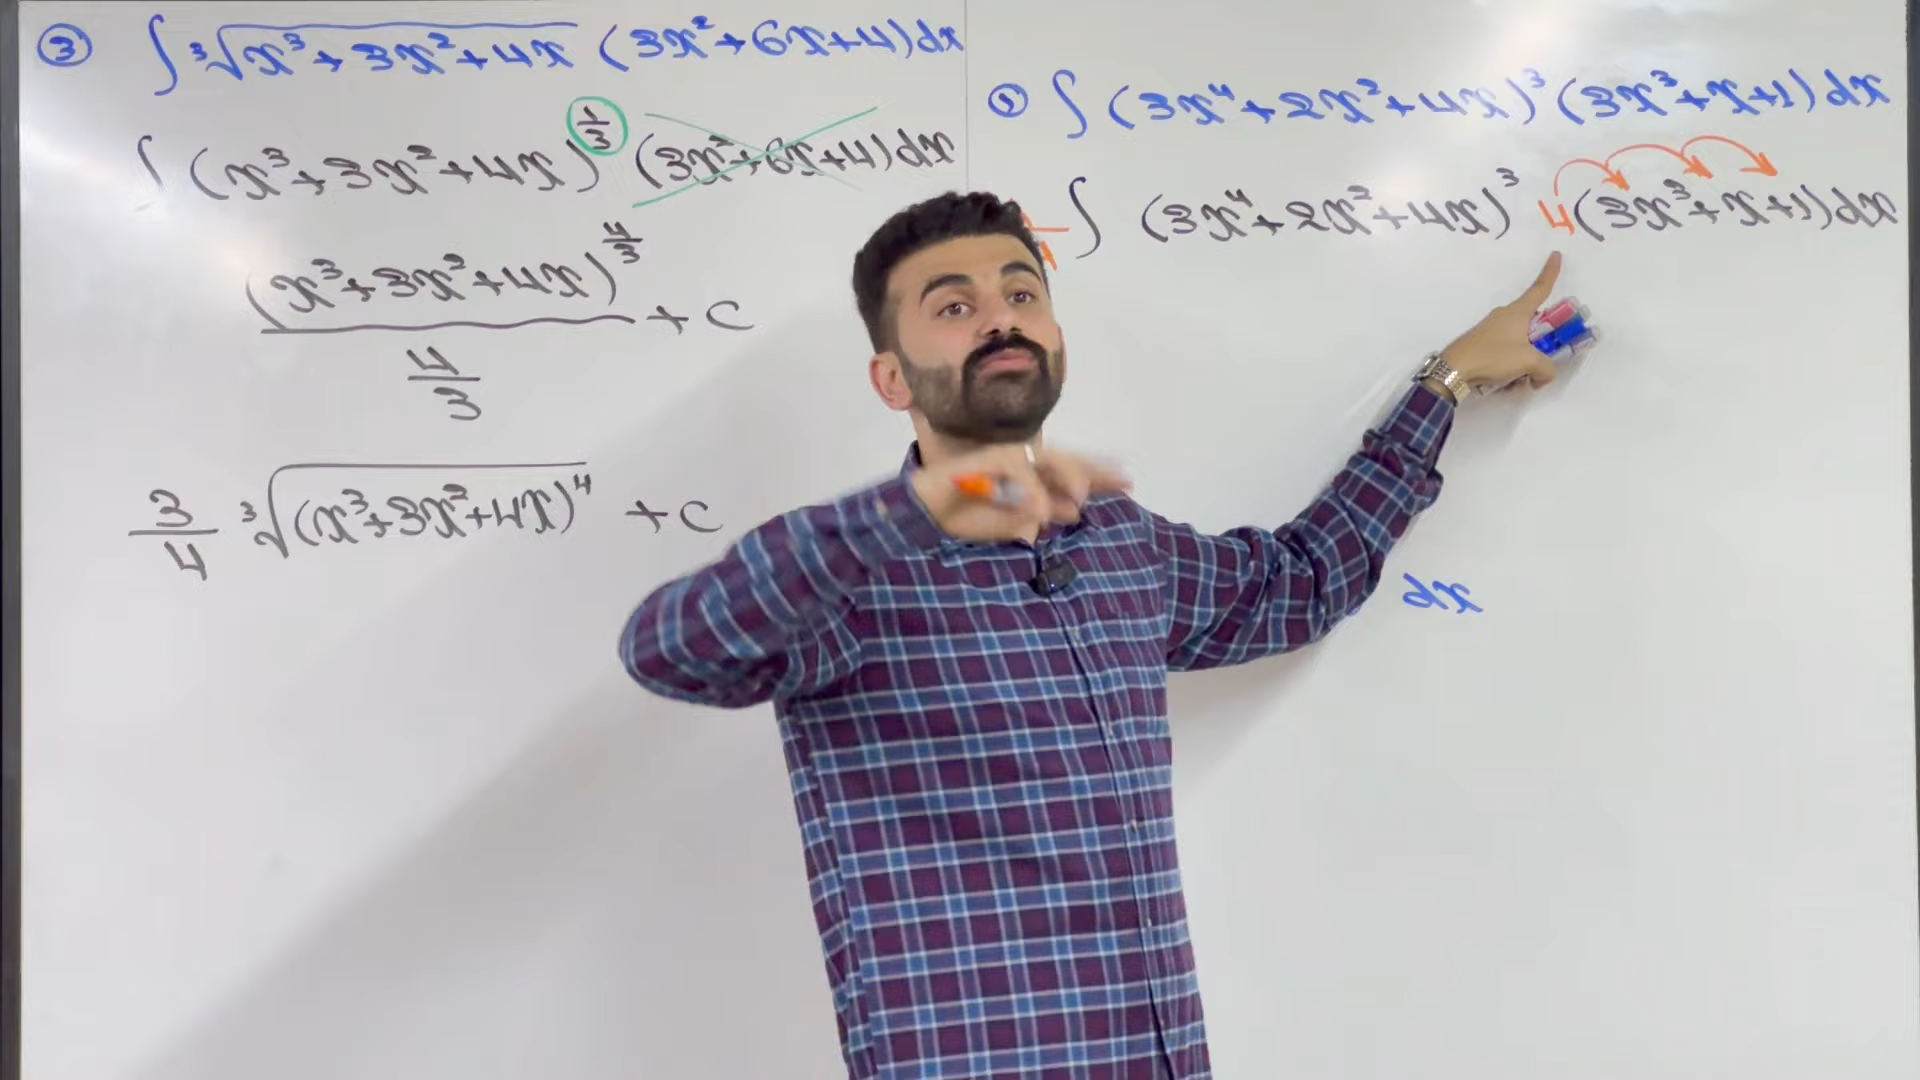 ③ ∫ ∛(x³+3x²+4x) (3x²+6x+4)dx
∫ (x³+3x²+4x)^(1/3) (3x²+6x+4)dx
(x³+3x²+4x)^(4/3) / (4/3) + c
3/4 ∛((x³+3x²+4x)⁴) + c
① ∫ (3x⁴+2x²+4x)³ (3x³+x+1)dx
∫ (3x⁴+2x²+4x)³ 4(3x³+x+1)dx
dx